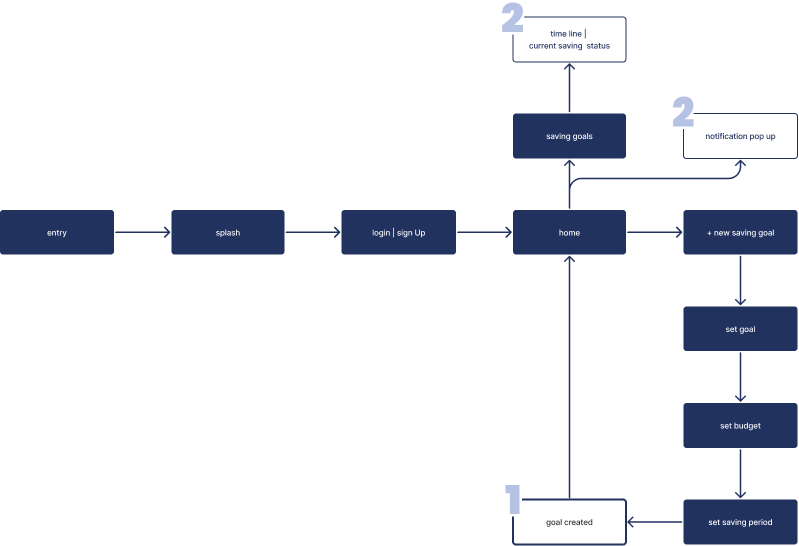 2
time line |
current saving status
saving goals
2
notification pop up
entry
splash
login | sign Up
home
+ new saving goal
set goal
set budget
1
goal created
set saving period